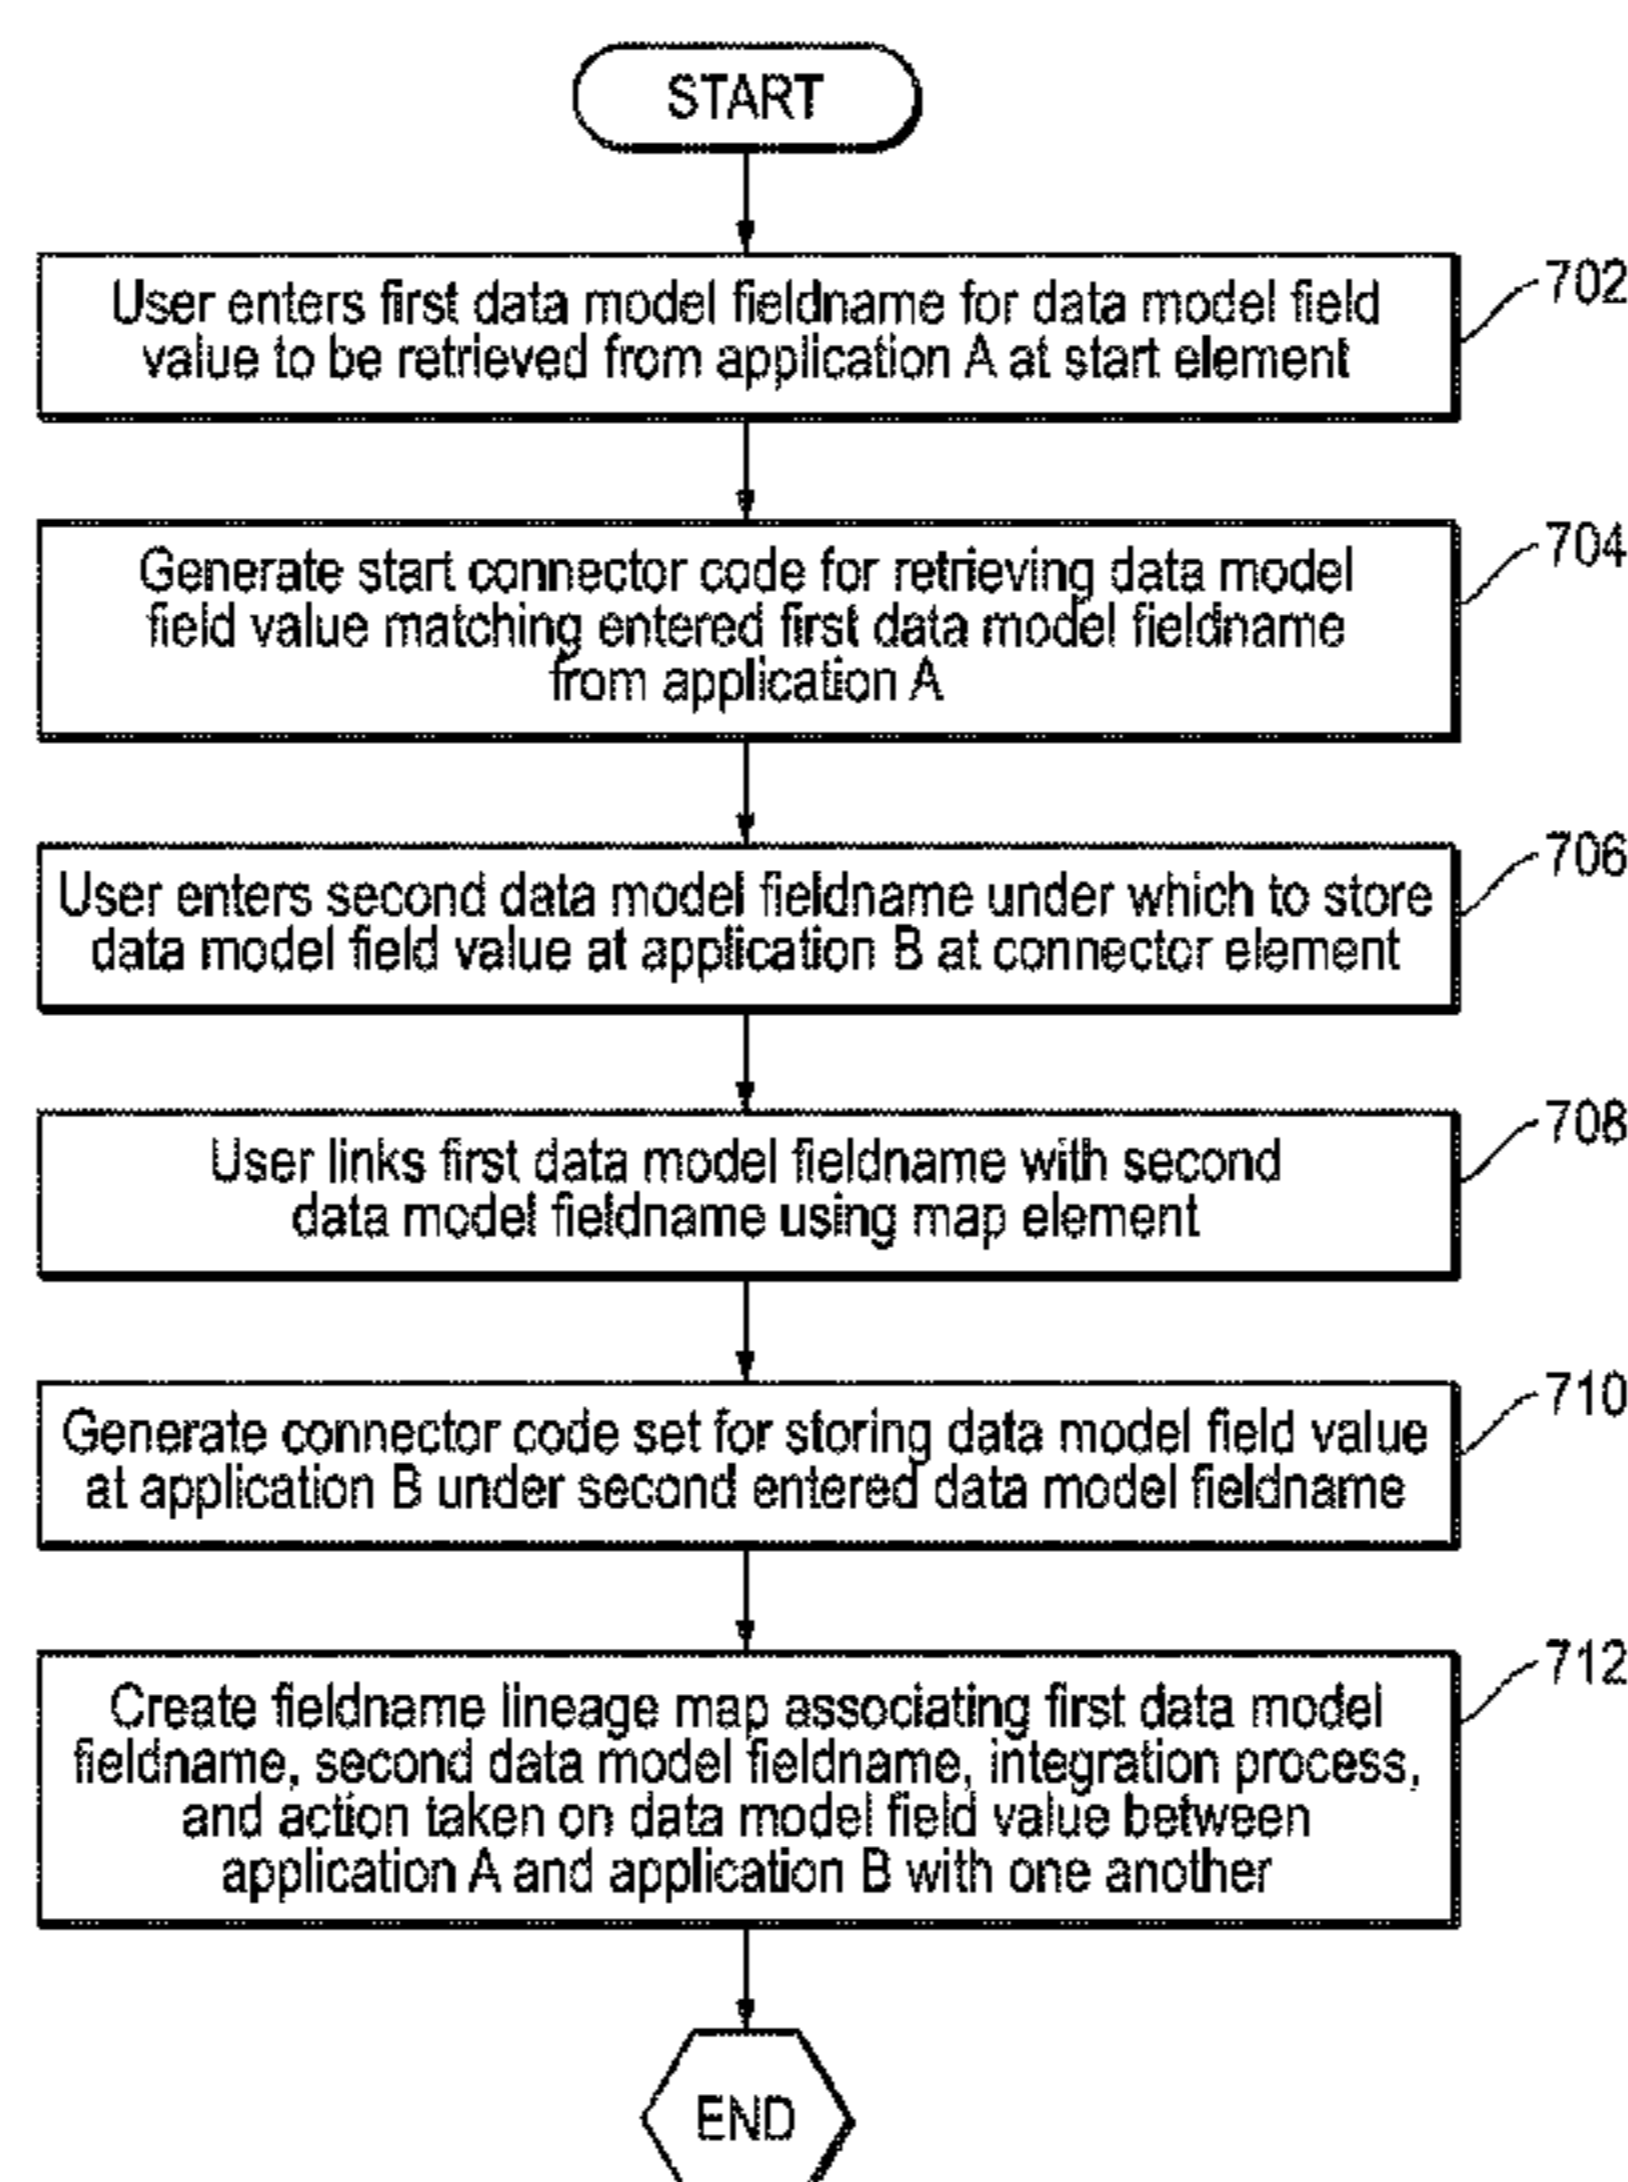 START
702
User enters first data model fieldname for data model field
value to be retrieved from application A at start element
704
Generate start connector code for retrieving data model
field value matching entered first data model fieldname
from application A
706
User enters second data model fieldname under which to store
data model field value at application B at connector element
708
User links first data model fieldname with second
data model fieldname using map element
710
Generate connector code set for storing data model field value
at application B under second entered data model fieldname
712
Create fieldname lineage map associating first data model
fieldname, second data model fieldname, integration process,
and action taken on data model field value between
application A and application B with one another
END